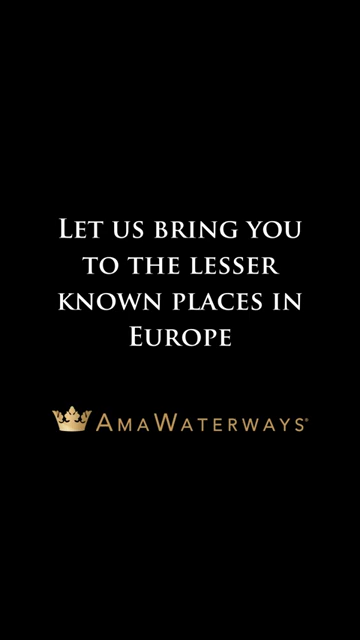 Let us bring you
to the lesser
known places in
Europe
AmaWaterways®